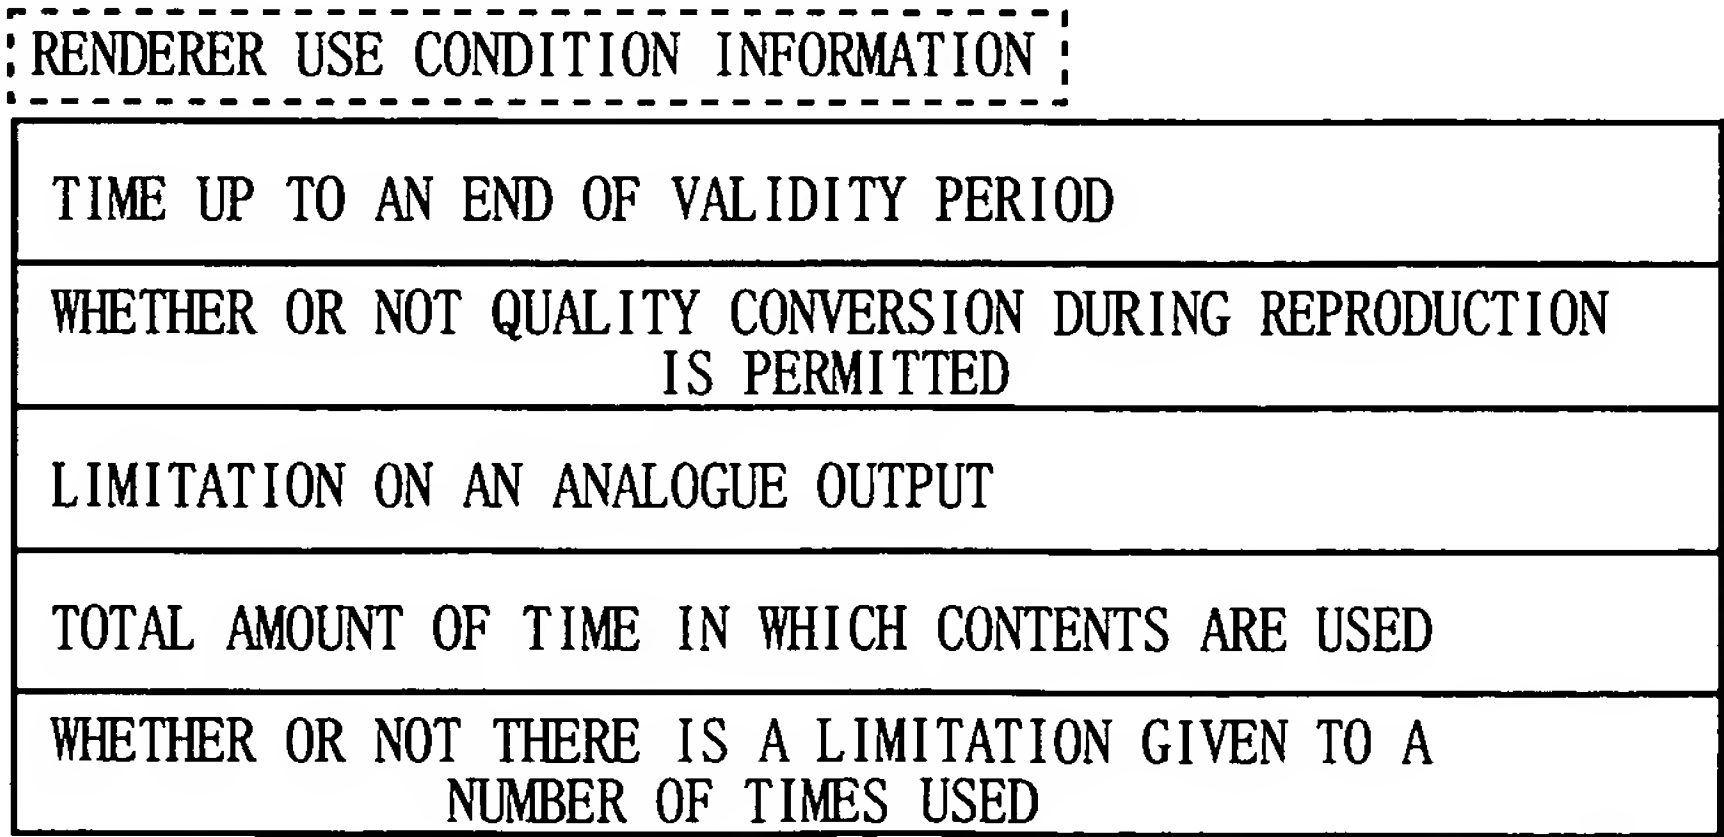 RENDERER USE CONDITION INFORMATION
TIME UP TO AN END OF VALIDITY PERIOD
WHETHER OR NOT QUALITY CONVERSION DURING REPRODUCTION
IS PERMITTED
LIMITATION ON AN ANALOGUE OUTPUT
TOTAL AMOUNT OF TIME IN WHICH CONTENTS ARE USED
WHETHER OR NOT THERE IS A LIMITATION GIVEN TO A
NUMBER OF TIMES USED